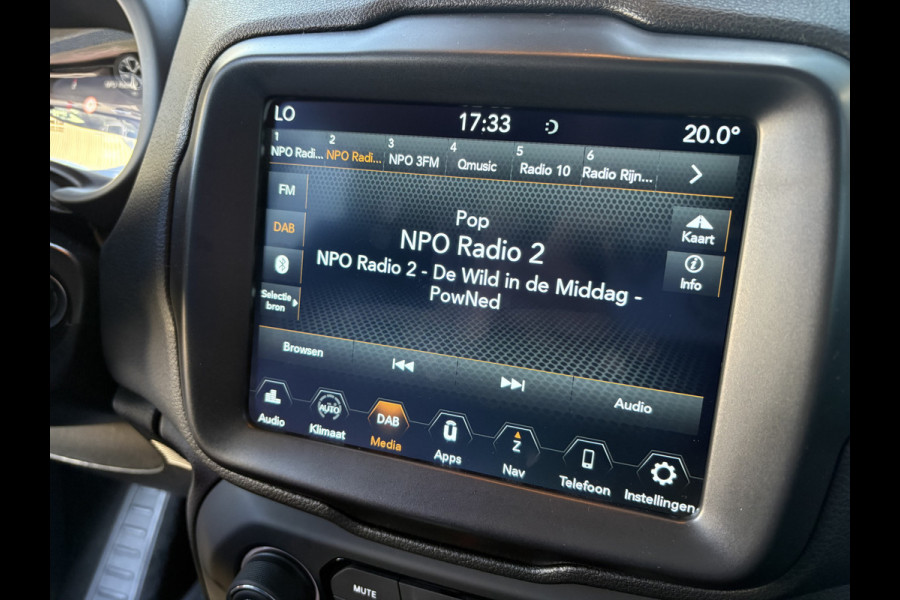 LO 17:33 20.0°
1 2 3 4 5 6
NPO Radi... NPO Radi... NPO 3FM Qmusic Radio 10 Radio Rijn...
FM
DAB
Selectie
bron
Pop
NPO Radio 2
NPO Radio 2 - De Wild in de Middag -
PowNed
Kaart
Info
Browsen
Audio
AUTO DAB ū Z
Audio Klimaat Media Apps Nav Telefoon Instellingen
MUTE